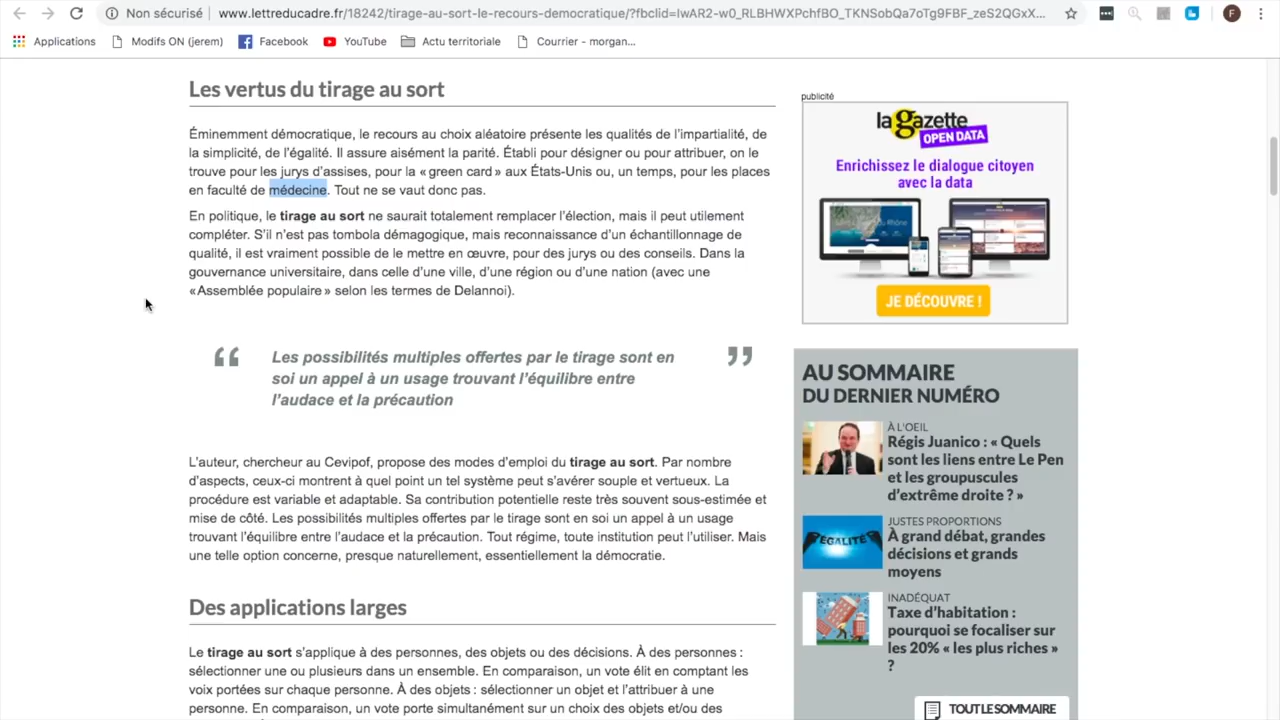 Non sécurisé
www.lettreducadre.fr/18242/tirage-au-sort-le-recours-democratique/?fbclid=IwAR2-w0_RLBHWXPchfBO_TKNSobQa7oTg9FBF_zeS2QGxX...
F
Applications
Modifs ON (jerem)
Facebook
YouTube
Actu territoriale
Courrier - morgan...
Les vertus du tirage au sort
Éminemment démocratique, le recours au choix aléatoire présente les qualités de l'impartialité, de
la simplicité, de l'égalité. Il assure aisément la parité. Établi pour désigner ou pour attribuer, on le
trouve pour les jurys d'assises, pour la «green card» aux États-Unis ou, un temps, pour les places
en faculté de médecine. Tout ne se vaut donc pas.
En politique, le tirage au sort ne saurait totalement remplacer l'élection, mais il peut utilement
compléter. S'il n'est pas tombola démagogique, mais reconnaissance d'un échantillonnage de
qualité, il est vraiment possible de le mettre en œuvre, pour des jurys ou des conseils. Dans la
gouvernance universitaire, dans celle d'une ville, d'une région ou d'une nation (avec une
«Assemblée populaire» selon les termes de Delannoi).
“ Les possibilités multiples offertes par le tirage sont en ”
soi un appel à un usage trouvant l'équilibre entre
l'audace et la précaution
L'auteur, chercheur au Cevipof, propose des modes d'emploi du tirage au sort. Par nombre
d'aspects, ceux-ci montrent à quel point un tel système peut s'avérer souple et vertueux. La
procédure est variable et adaptable. Sa contribution potentielle reste très souvent sous-estimée et
mise de côté. Les possibilités multiples offertes par le tirage sont en soi un appel à un usage
trouvant l'équilibre entre l'audace et la précaution. Tout régime, toute institution peut l'utiliser. Mais
une telle option concerne, presque naturellement, essentiellement la démocratie.
Des applications larges
Le tirage au sort s'applique à des personnes, des objets ou des décisions. À des personnes :
sélectionner une ou plusieurs dans un ensemble. En comparaison, un vote élit en comptant les
voix portées sur chaque personne. À des objets : sélectionner un objet et l'attribuer à une
personne. En comparaison, un vote porte simultanément sur un choix des objets et/ou des
publicité
la gazette
OPEN DATA
Enrichissez le dialogue citoyen
avec la data
JE DÉCOUVRE !
AU SOMMAIRE
DU DERNIER NUMÉRO
À L'OEIL
Régis Juanico : « Quels
sont les liens entre Le Pen
et les groupuscules
d'extrême droite ? »
ÉGALITÉ
JUSTES PROPORTIONS
À grand débat, grandes
décisions et grands
moyens
INADÉQUAT
Taxe d'habitation :
pourquoi se focaliser sur
les 20% « les plus riches »
?
TOUT LE SOMMAIRE